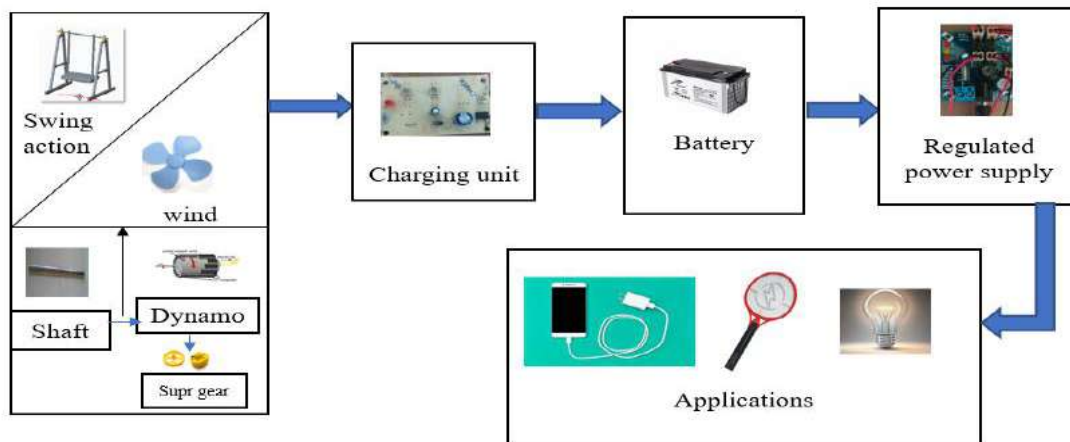 Swing
action
wind
Shaft
Dynamo
Supr gear
Charging unit
Battery
Regulated
power supply
Applications